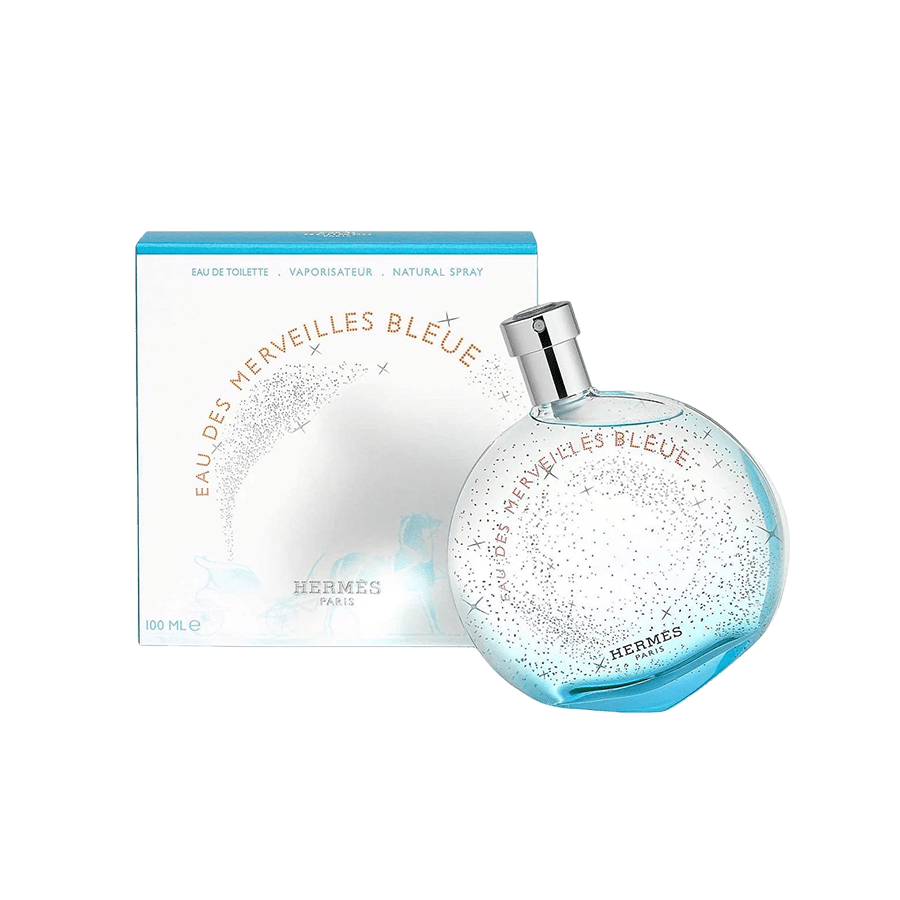 EAU DE TOILETTE . VAPORISATEUR . NATURAL SPRAY
EAU DES MERVEILLES BLEUE
HERMÈS
PARIS
100 ML e
EAU DES MERVEILLES BLEUE
HERMÈS
PARIS